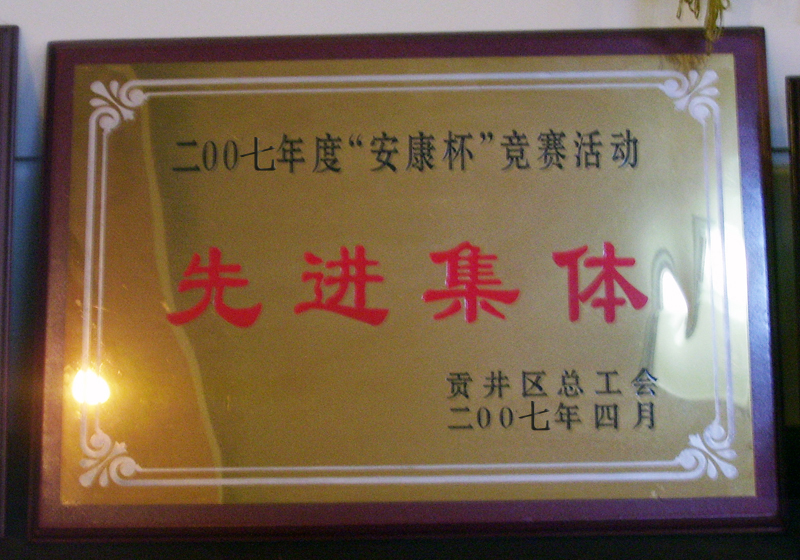 二00七年度“安康杯”竞赛活动
先进集体
贡井区总工会
二00七年四月